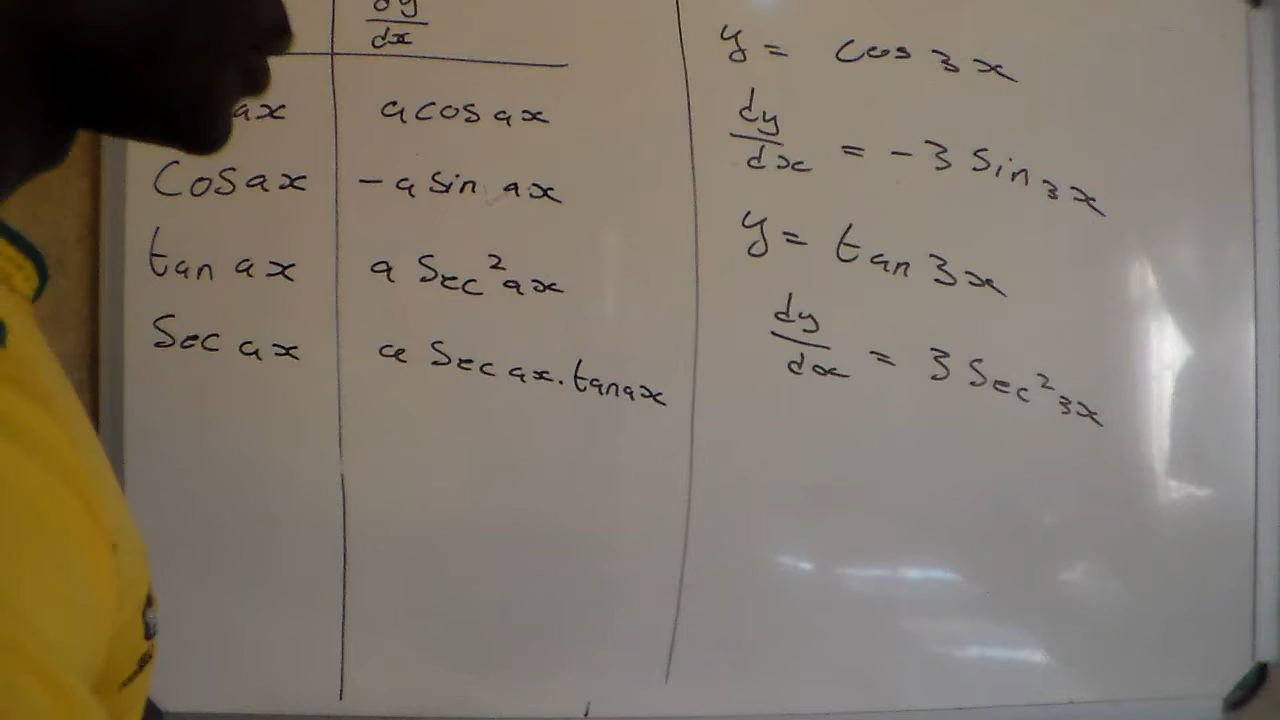 dy
dx
ax a cos ax
Cos ax - a sin ax
tan ax a Sec² ax
Sec ax a Sec ax . tan ax
y = cos 3x
dy
dx = - 3 Sin 3x
y = tan 3x
dy
dx = 3 Sec² 3x